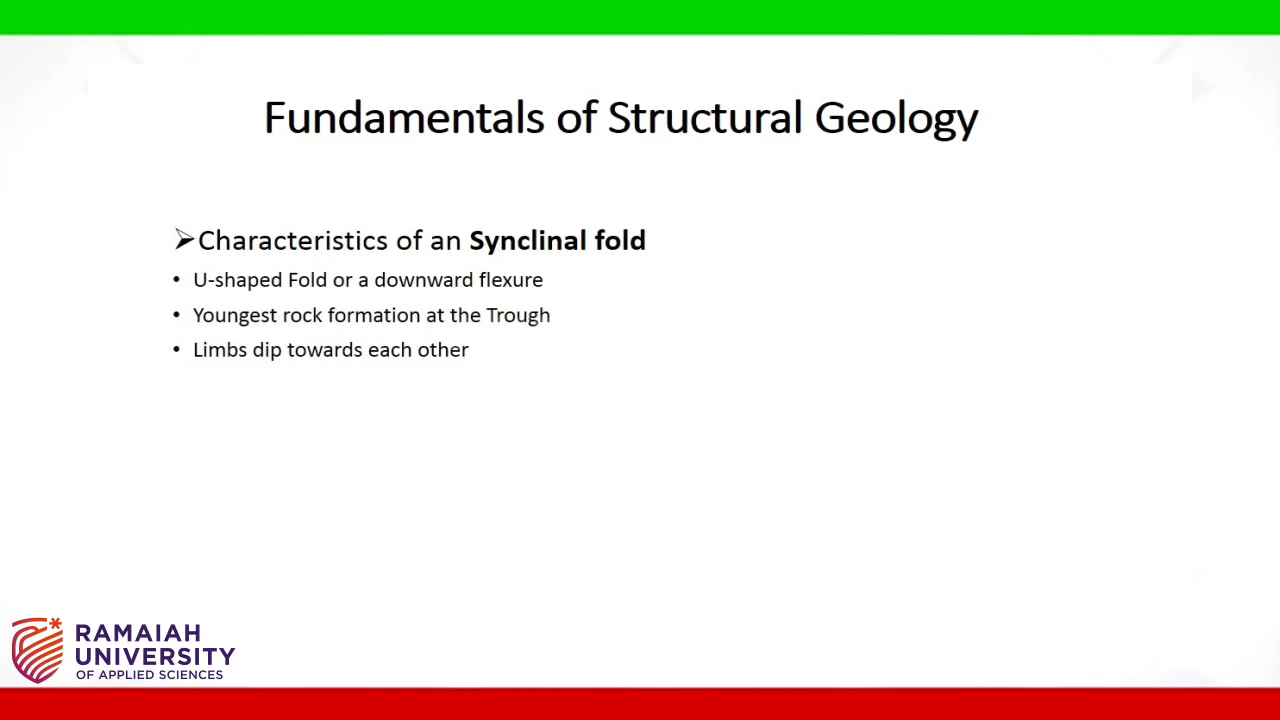 Fundamentals of Structural Geology
➢Characteristics of an Synclinal fold
• U-shaped Fold or a downward flexure
• Youngest rock formation at the Trough
• Limbs dip towards each other
RAMAIAH
UNIVERSITY
OF APPLIED SCIENCES